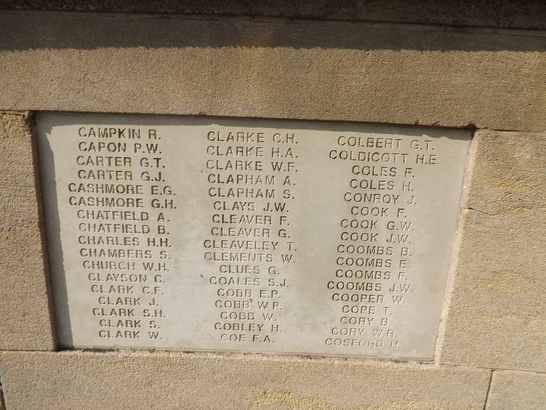 CAMPKIN R.
CAPON P.W.
CARTER G.T.
CARTER G.J.
CASHMORE E.G.
CASHMORE G.H.
CHATFIELD A.
CHATFIELD B.
CHARLES H.H.
CHAMBERS S.
CHURCH W.H.
CLAYSON C.
CLARK C.F.
CLARK J.
CLARK S.H.
CLARK S.
CLARK W.
CLARKE C.H.
CLARKE H.A.
CLARKE W.F.
CLAPHAM A.
CLAPHAM S.
CLAYS J.W.
CLEAVER F.
CLEAVER G.
CLEAVELEY T.
CLEMENTS W.
CLUES G.
COALES S.J.
COBB E.P.
COBB W.P.
COBB W.
COBLEY H.
COE F.A.
COLBERT G.T.
COLDICOTT H.E.
COLES F.
COLES H.
CONROY J.
COOK F.
COOK G.W.
COOK J.W.
COOMBS B.
COOMBS E.
COOMBS F.
COOMBS J.W.
COOPER W.
COPE T.
CORY B.
CORY W.R.
COSFORD H.